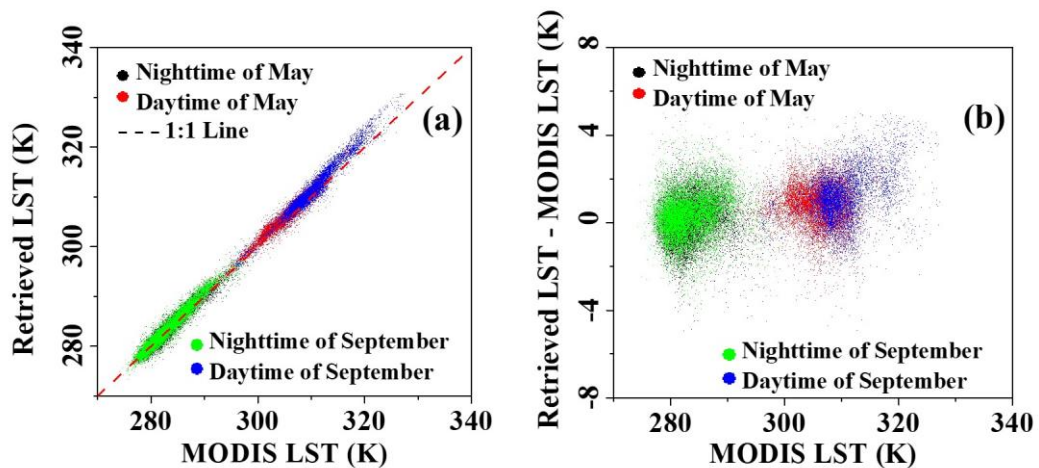 Retrieved LST (K)
340
320
300
280
Nighttime of May
Daytime of May
1:1 Line
(a)
Nighttime of September
Daytime of September
280 300 320 340
MODIS LST (K)
Retrieved LST - MODIS LST (K)
8
4
0
-4
-8
Nighttime of May
Daytime of May
(b)
Nighttime of September
Daytime of September
280 300 320 340
MODIS LST (K)